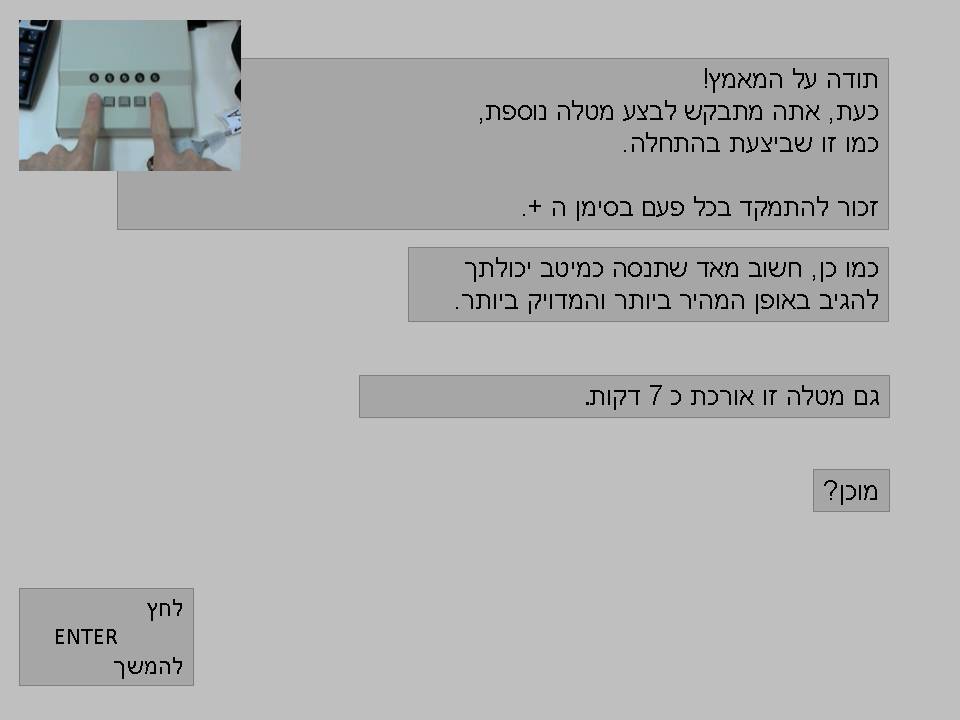 תודה על המאמץ!
כעת, אתה מתבקש לבצע מטלה נוספת,
כמו זו שביצעת בהתחלה.
זכור להתמקד בכל פעם בסימן ה +.
כמו כן, חשוב מאד שתנסה כמיטב יכולתך
להגיב באופן המהיר ביותר והמדויק ביותר.
גם מטלה זו אורכת כ 7 דקות.
מוכן?
לחץ
ENTER
להמשך